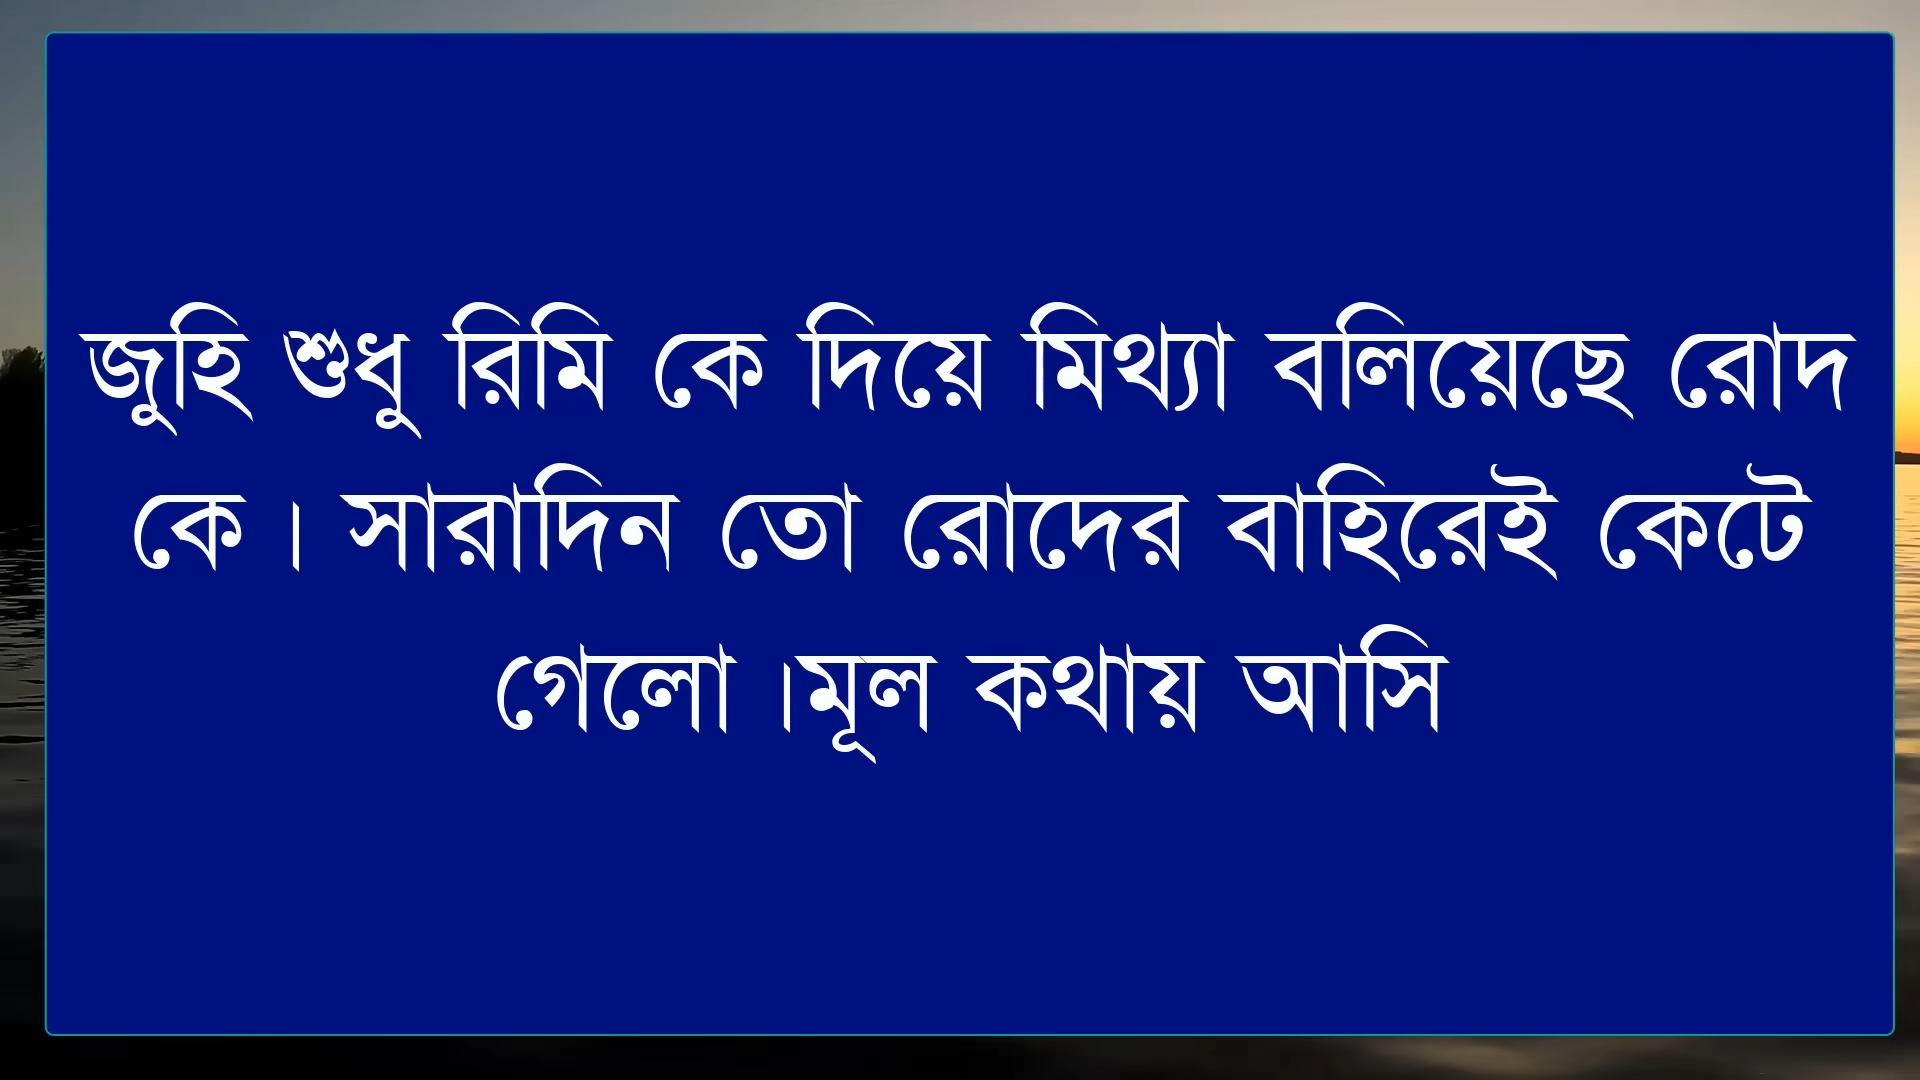 জুহি শুধু রিমি কে দিয়ে মিথ্যা বলিয়েছে রোদ
কে । সারাদিন তো রোদের বাহিরেই কেটে
গেলো ।মূল কথায় আসি